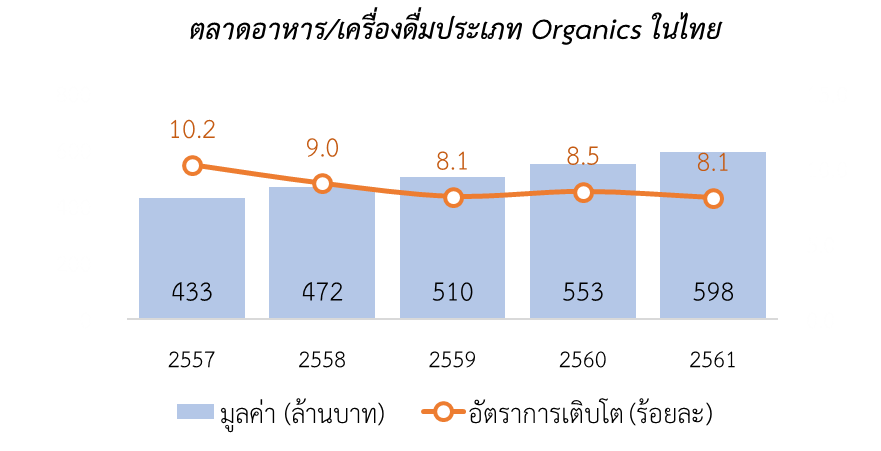 ตลาดอาหาร/เครื่องดื่มประเภท Organics ในไทย
10.2 9.0 8.1 8.5 8.1
433 472 510 553 598
2557 2558 2559 2560 2561
มูลค่า (ล้านบาท) อัตราการเติบโต (ร้อยละ)